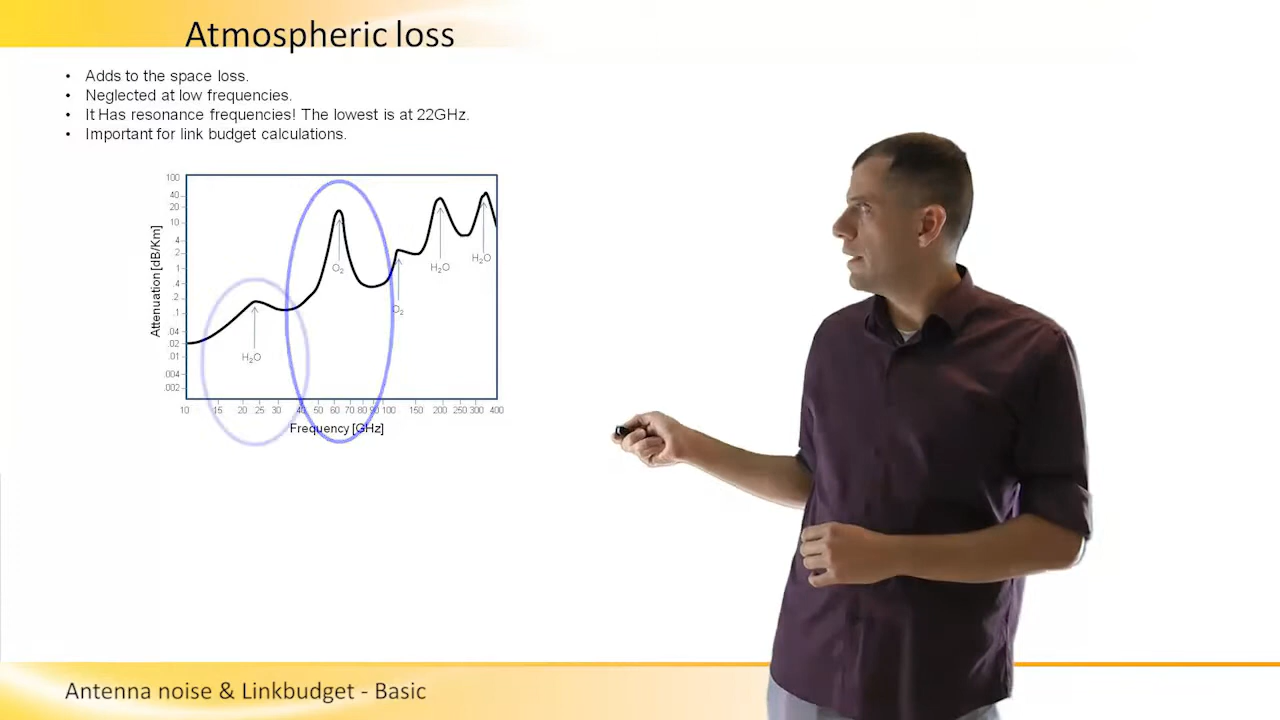 Atmospheric loss
• Adds to the space loss.
• Neglected at low frequencies.
• It Has resonance frequencies! The lowest is at 22GHz.
• Important for link budget calculations.
Attenuation [dB/Km]
100
40
20
10
4
2
1
.4
.2
.1
.04
.02
.01
.004
.002
H₂O
O₂
O₂
H₂O
H₂O
10 15 20 25 30 40 50 60 70 80 90 100 150 200 250 300 400
Frequency [GHz]
Antenna noise & Linkbudget - Basic